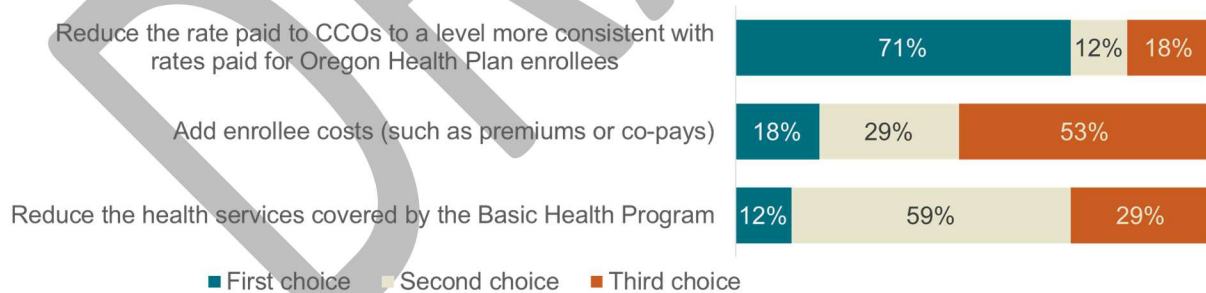 Reduce the rate paid to CCOs to a level more consistent with
rates paid for Oregon Health Plan enrollees
71% 12% 18%
Add enrollee costs (such as premiums or co-pays)
18% 29% 53%
Reduce the health services covered by the Basic Health Program
12% 59% 29%
First choice Second choice Third choice